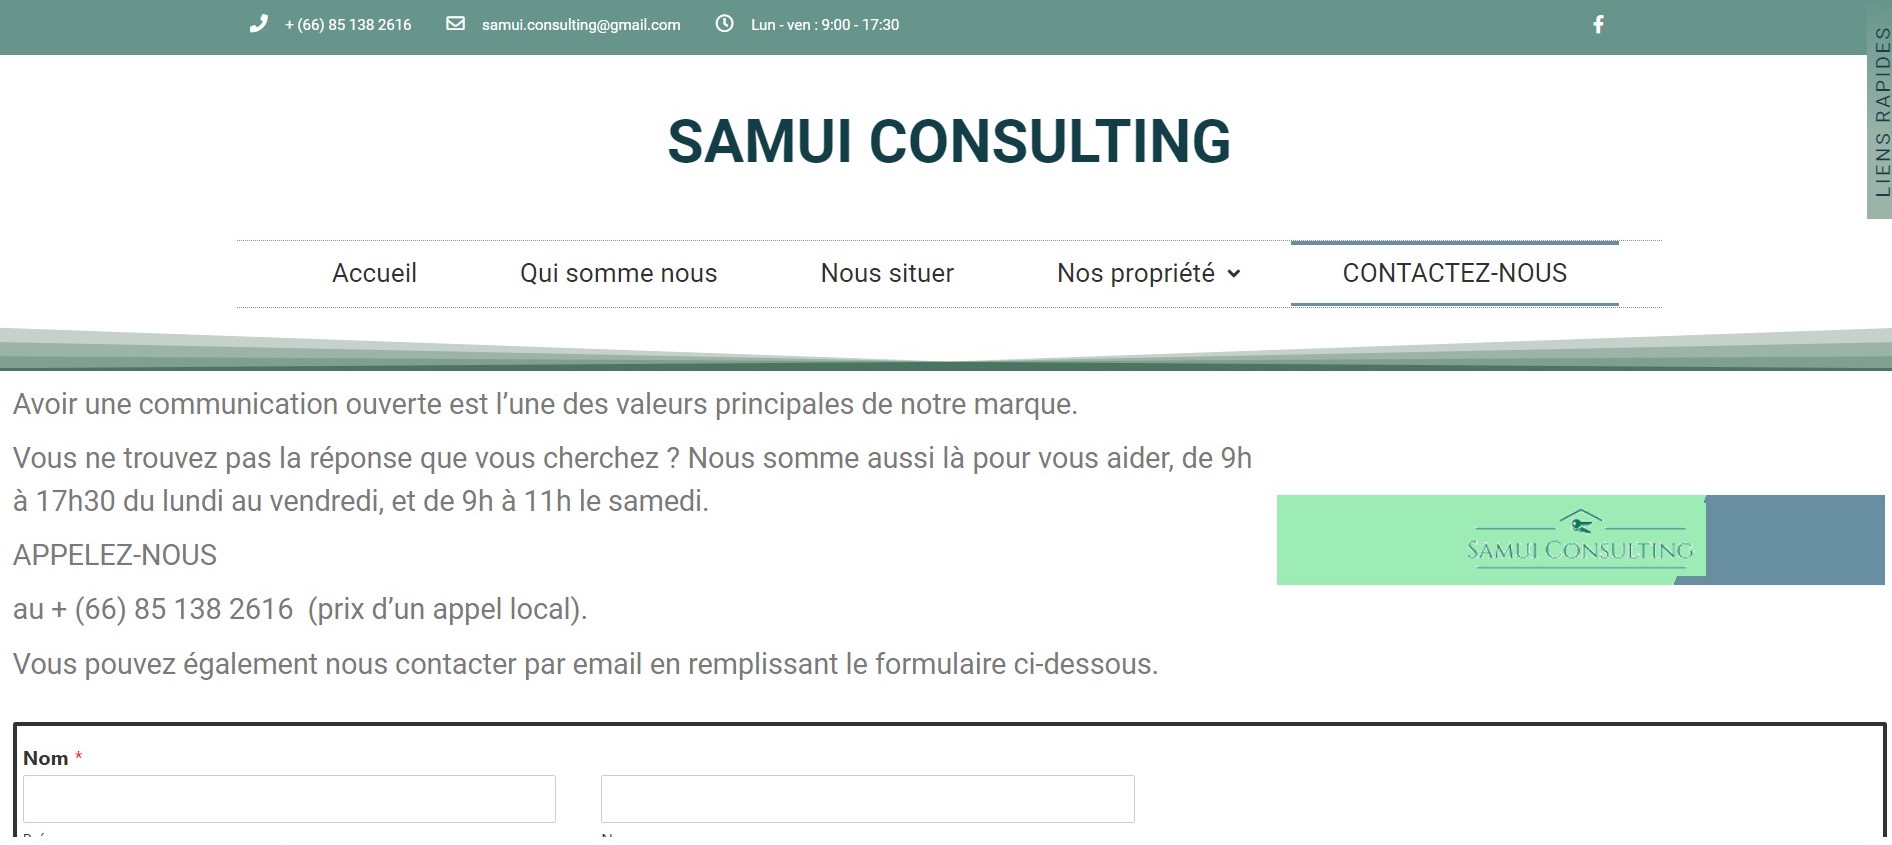 + (66) 85 138 2616 samui.consulting@gmail.com Lun - ven : 9:00 - 17:30
LIENS RAPIDES
SAMUI CONSULTING
Accueil Qui somme nous Nous situer Nos propriété CONTACTEZ-NOUS
Avoir une communication ouverte est l’une des valeurs principales de notre marque.
Vous ne trouvez pas la réponse que vous cherchez ? Nous somme aussi là pour vous aider, de 9h
à 17h30 du lundi au vendredi, et de 9h à 11h le samedi.
SAMUI CONSULTING
APPELEZ-NOUS
au + (66) 85 138 2616 (prix d’un appel local).
Vous pouvez également nous contacter par email en remplissant le formulaire ci-dessous.
Nom *